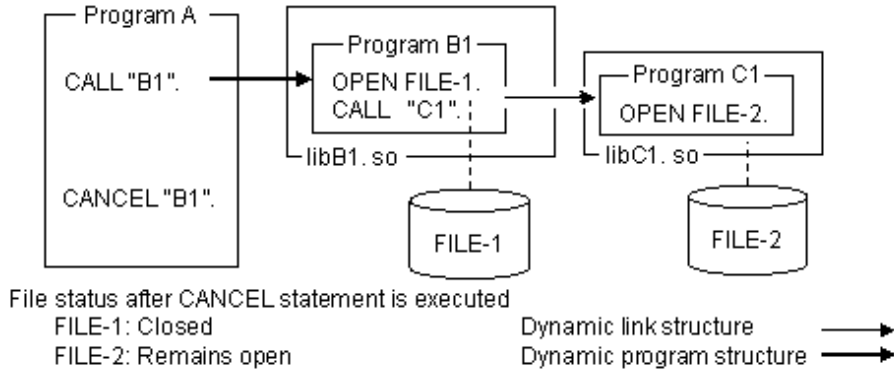 Program A
CALL "B1".
CANCEL "B1".
Program B1
OPEN FILE-1.
CALL "C1".
libB1. so
Program C1
OPEN FILE-2.
libC1. so
FILE-1
FILE-2
File status after CANCEL statement is executed
FILE-1: Closed
FILE-2: Remains open
Dynamic link structure
Dynamic program structure